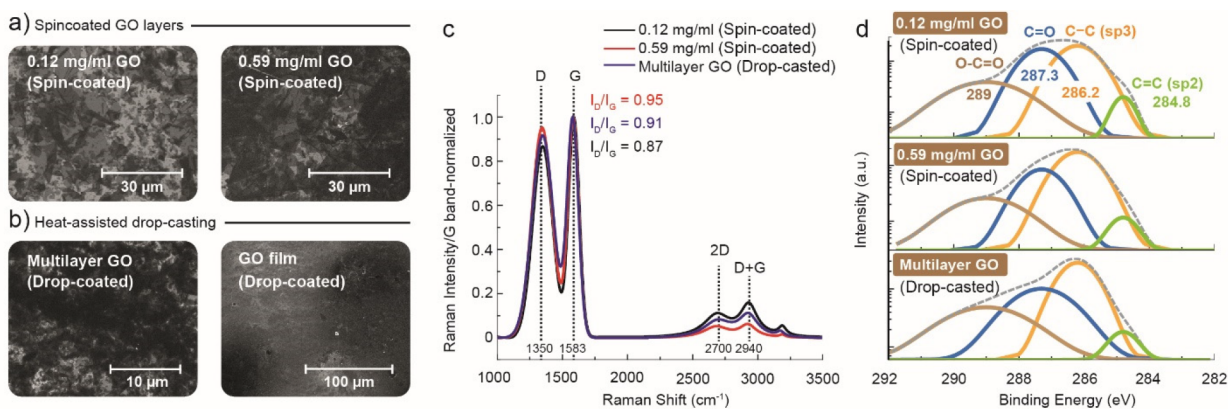 a) Spincoated GO layers
0.12 mg/ml GO
(Spin-coated)
30 µm
0.59 mg/ml GO
(Spin-coated)
30 µm
b) Heat-assisted drop-casting
Multilayer GO
(Drop-coated)
10 µm
GO film
(Drop-coated)
100 µm
c
0.12 mg/ml (Spin-coated)
0.59 mg/ml (Spin-coated)
Multilayer GO (Drop-casted)
D
G
I_D/I_G = 0.95
I_D/I_G = 0.91
I_D/I_G = 0.87
2D
D+G
1.0
0.8
0.6
0.4
0.2
0
1350
1583
2700
2940
1000
1500
2000
2500
3000
3500
Raman Intensity/G band-normalized
Raman Shift (cm⁻¹)
d
0.12 mg/ml GO
(Spin-coated)
C=O
C−C (sp3)
O-C=O
C=C (sp2)
289
287.3
286.2
284.8
0.59 mg/ml GO
(Spin-coated)
Multilayer GO
(Drop-casted)
Intensity (a.u.)
292
290
288
286
284
282
Binding Energy (eV)